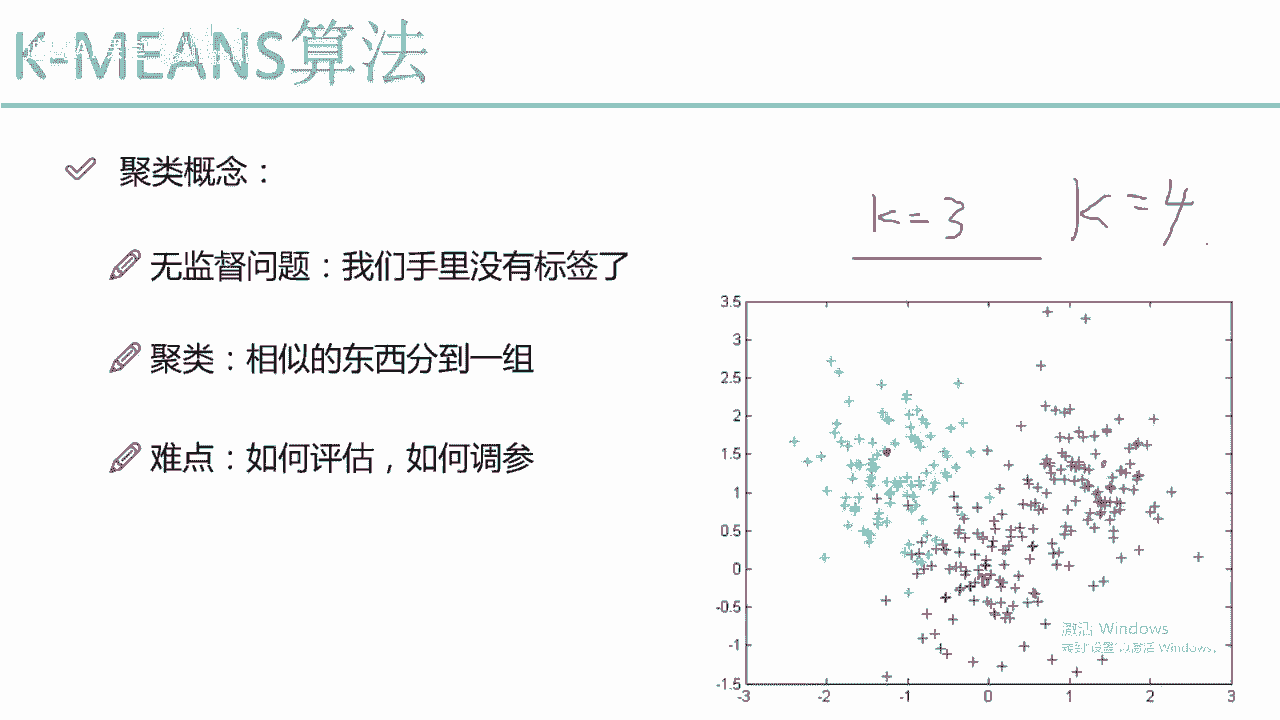 K-MEANS算法
聚类概念：
无监督问题：我们手里没有标签了
聚类：相似的东西分到一组
难点：如何评估，如何调参
k=3
K=4
3.5
3
2.5
2
1.5
1
0.5
0
-0.5
-1
-1.5
-3 -2 -1 0 1 2 3
激活 Windows
转到“设置”以激活 Windows。